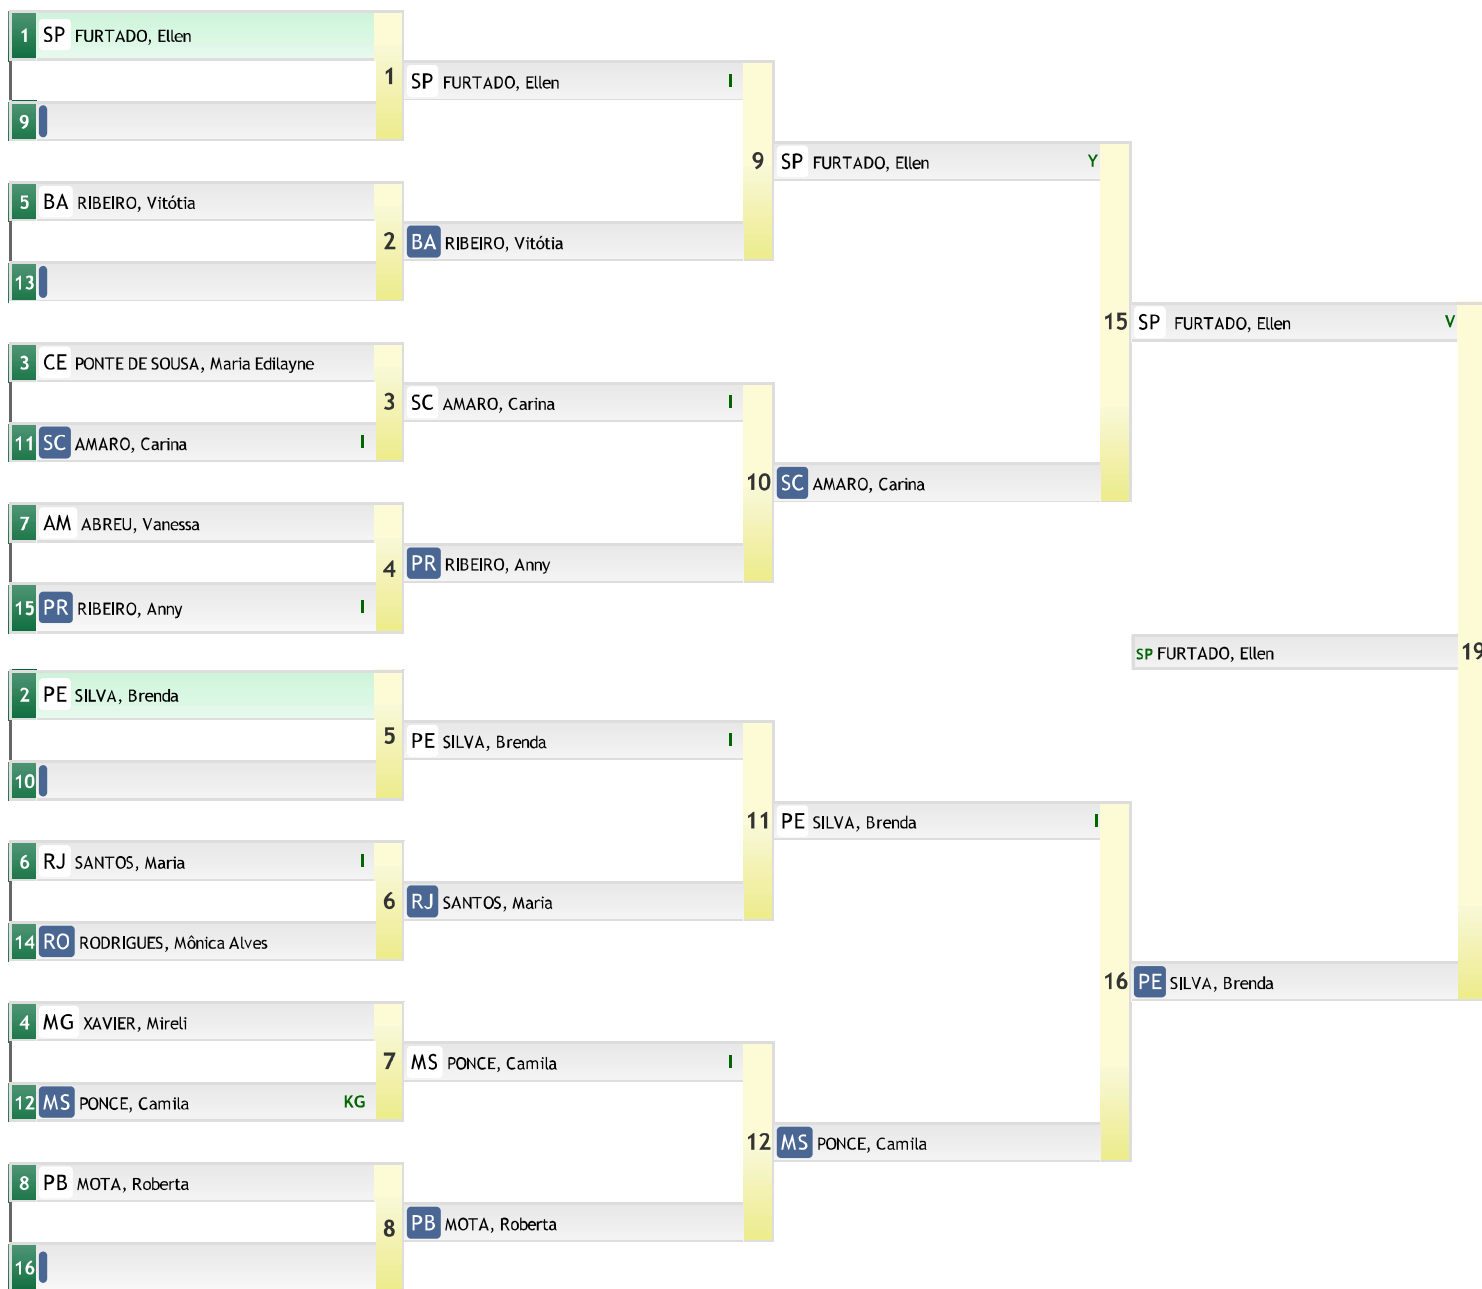 1 SP FURTADO, Ellen
1
9
5 BA RIBEIRO, Vitótia
2
13
3 CE PONTE DE SOUSA, Maria Edilayne
3
11 SC AMARO, Carina I
7 AM ABREU, Vanessa
4
15 PR RIBEIRO, Anny I
2 PE SILVA, Brenda
5
10
6 RJ SANTOS, Maria I
6
14 RO RODRIGUES, Mônica Alves
4 MG XAVIER, Mireli
7
12 MS PONCE, Camila KG
8 PB MOTA, Roberta
8
16
SP FURTADO, Ellen I
9
BA RIBEIRO, Vitótia
SC AMARO, Carina I
10
PR RIBEIRO, Anny
PE SILVA, Brenda I
11
RJ SANTOS, Maria
MS PONCE, Camila I
12
PB MOTA, Roberta
SP FURTADO, Ellen Y
15
SC AMARO, Carina
PE SILVA, Brenda I
16
MS PONCE, Camila
SP FURTADO, Ellen V
SP FURTADO, Ellen
19
PE SILVA, Brenda